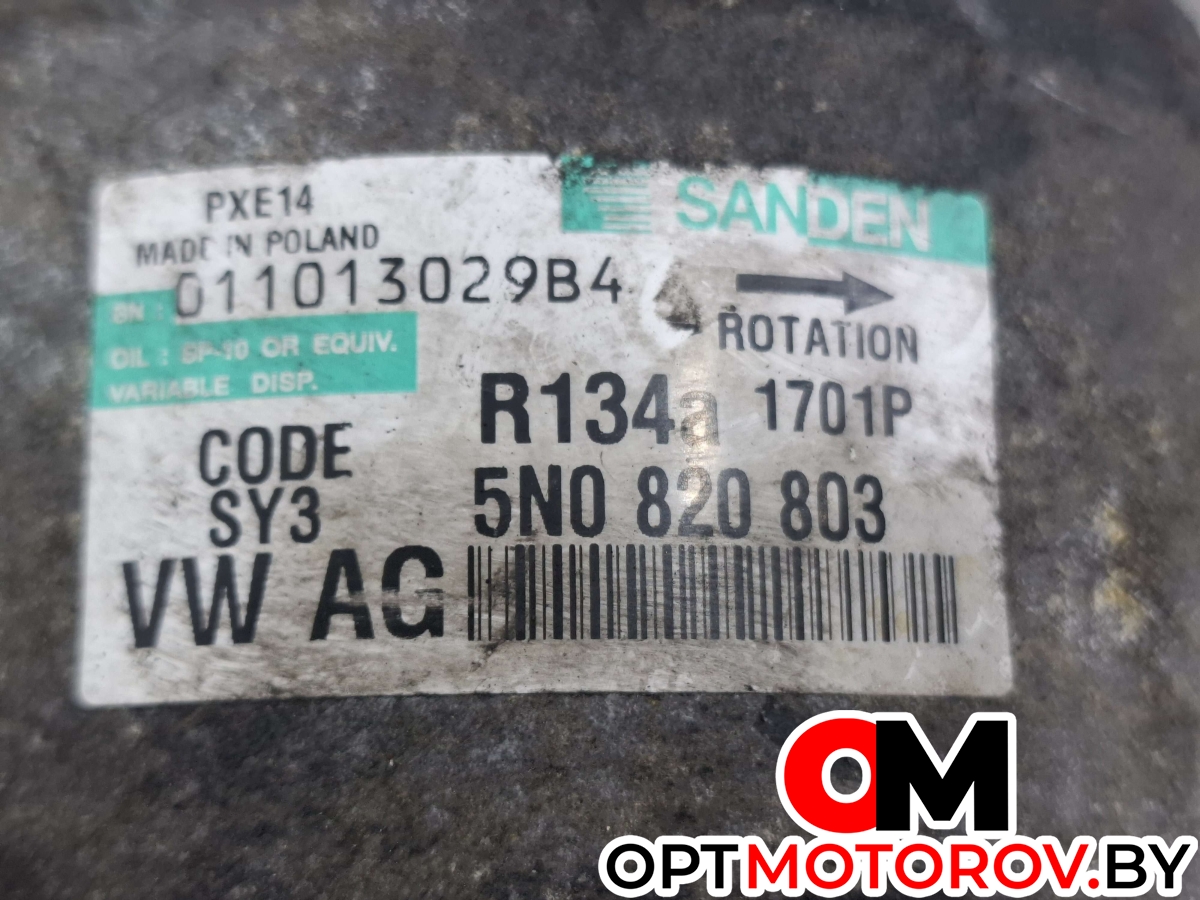 PXE14
SANDEN
MADE IN POLAND
SN : 011013029B4
ROTATION
OIL : SP-10 OR EQUIV.
VARIABLE DISP.
R134a 1701P
CODE
SY3
5N0 820 803
VW AG
OM
OPTMOTOROV.BY